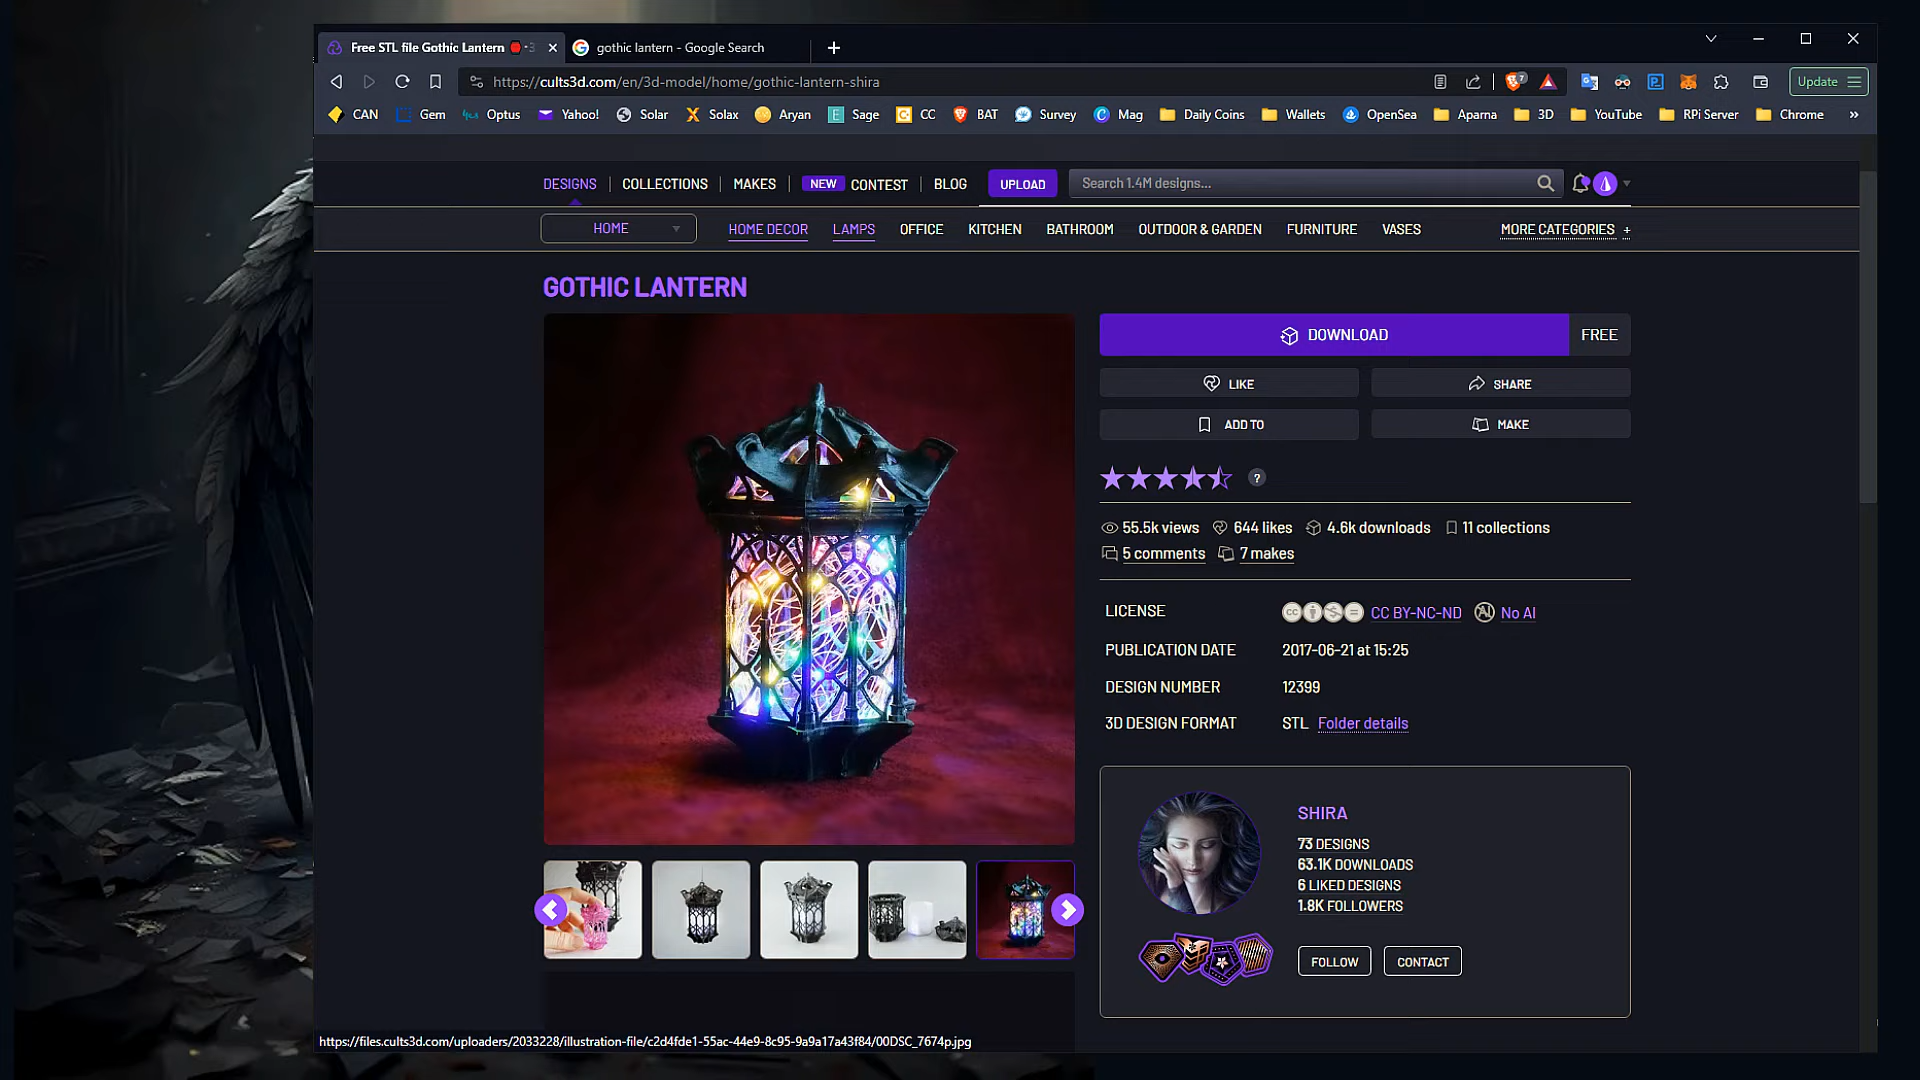 Free STL file Gothic Lantern
gothic lantern - Google Search
https://cults3d.com/en/3d-model/home/gothic-lantern-shira
7
Update
CAN
Gem
Optus
Yahoo!
Solar
Solax
Aryan
Sage
CC
BAT
Survey
Mag
Daily Coins
Wallets
OpenSea
Aparna
3D
YouTube
RPi Server
Chrome
»
DESIGNS
COLLECTIONS
MAKES
NEW CONTEST
BLOG
UPLOAD
Search 1.4M designs...
HOME
HOME DECOR
LAMPS
OFFICE
KITCHEN
BATHROOM
OUTDOOR & GARDEN
FURNITURE
VASES
MORE CATEGORIES +
GOTHIC LANTERN
DOWNLOAD
FREE
LIKE
SHARE
ADD TO
MAKE
?
55.5k views 644 likes 4.6k downloads 11 collections
5 comments 7 makes
LICENSE CC BY-NC-ND No AI
PUBLICATION DATE 2017-06-21 at 15:25
DESIGN NUMBER 12399
3D DESIGN FORMAT STL Folder details
SHIRA
73 DESIGNS
63.1K DOWNLOADS
6 LIKED DESIGNS
1.8K FOLLOWERS
FOLLOW
CONTACT
https://files.cults3d.com/uploaders/2033228/illustration-file/c2d4fde1-55ac-44e9-8c95-9a9a17a43f84/00DSC_7674p.jpg